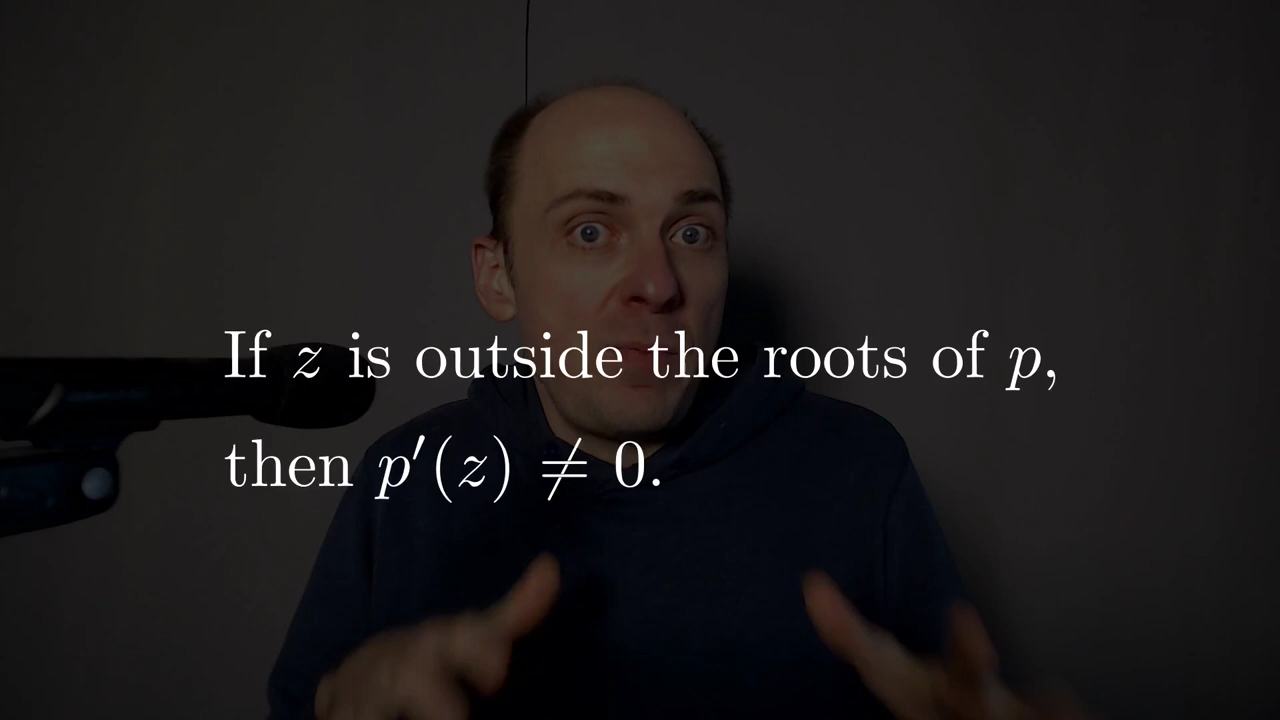 If z is outside the roots of p,
then p′(z) ≠ 0.